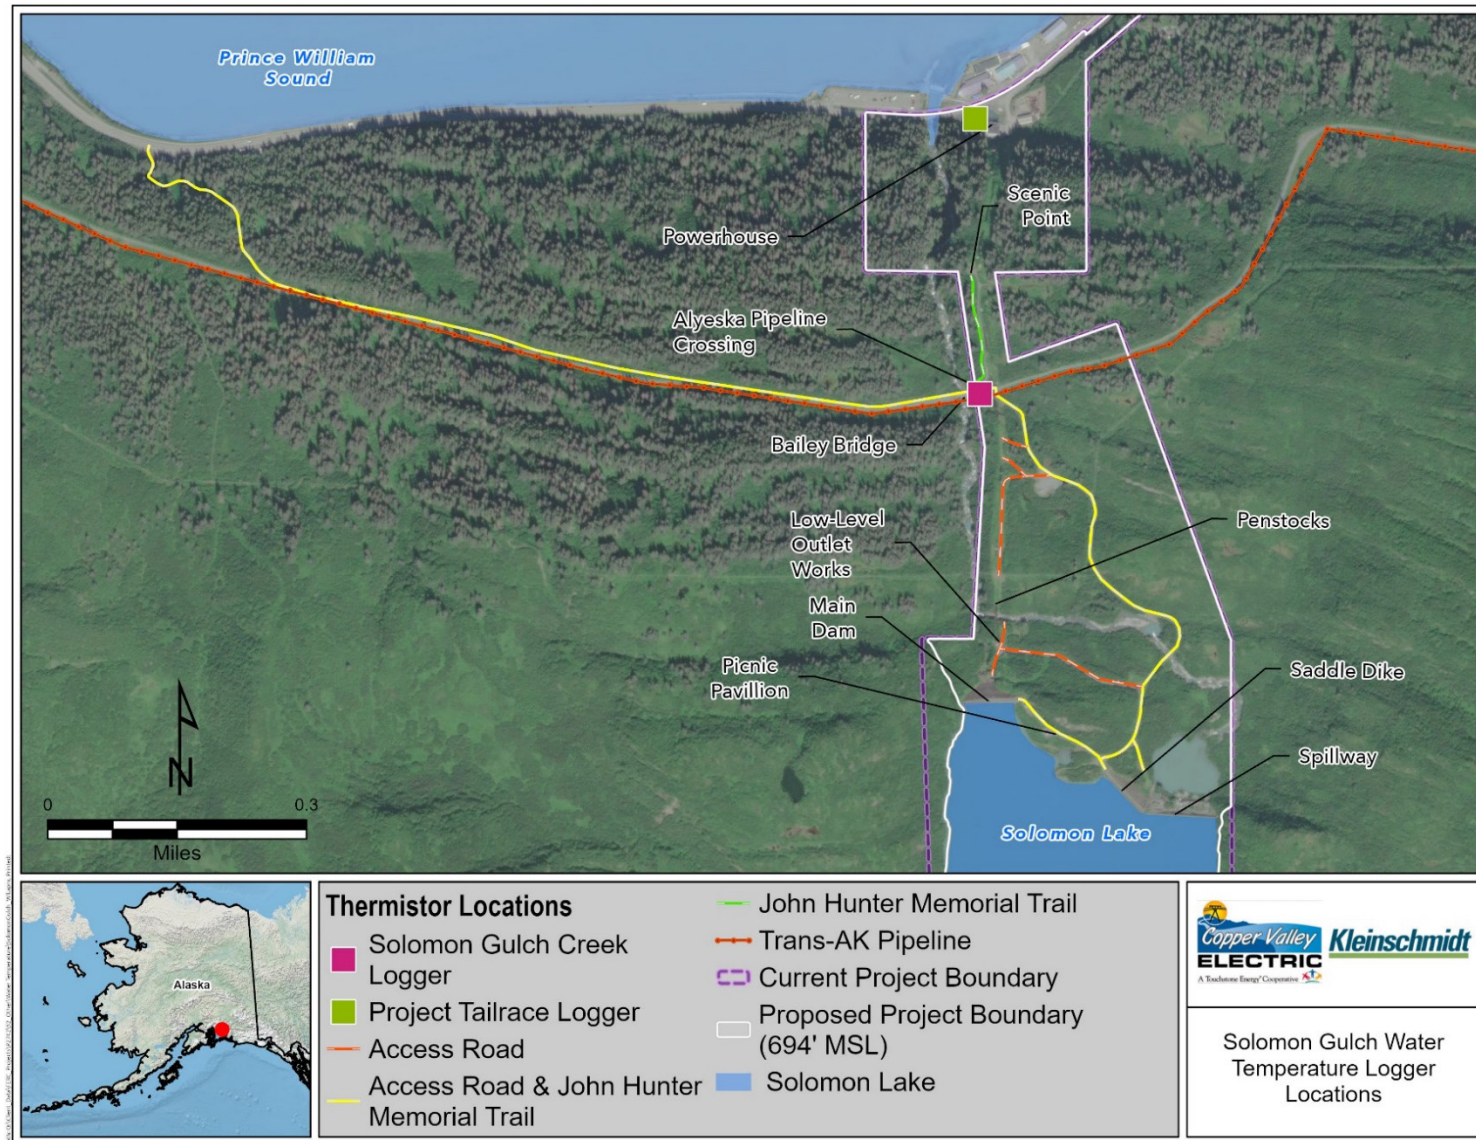 Prince William
Sound
Scenic
Point
Powerhouse
Alyeska Pipeline
Crossing
Bailey Bridge
Low-Level
Outlet
Works
Penstocks
Main
Dam
Picnic
Pavillion
Saddle Dike
Spillway
Solomon Lake
N
0 0.3
Miles
Alaska
Thermistor Locations
Solomon Gulch Creek
Logger
Project Tailrace Logger
Access Road
Access Road & John Hunter
Memorial Trail
John Hunter Memorial Trail
Trans-AK Pipeline
Current Project Boundary
Proposed Project Boundary
(694' MSL)
Solomon Lake
Copper Valley
ELECTRIC
A Touchstone Energy® Cooperative
Kleinschmidt
Solomon Gulch Water
Temperature Logger
Locations